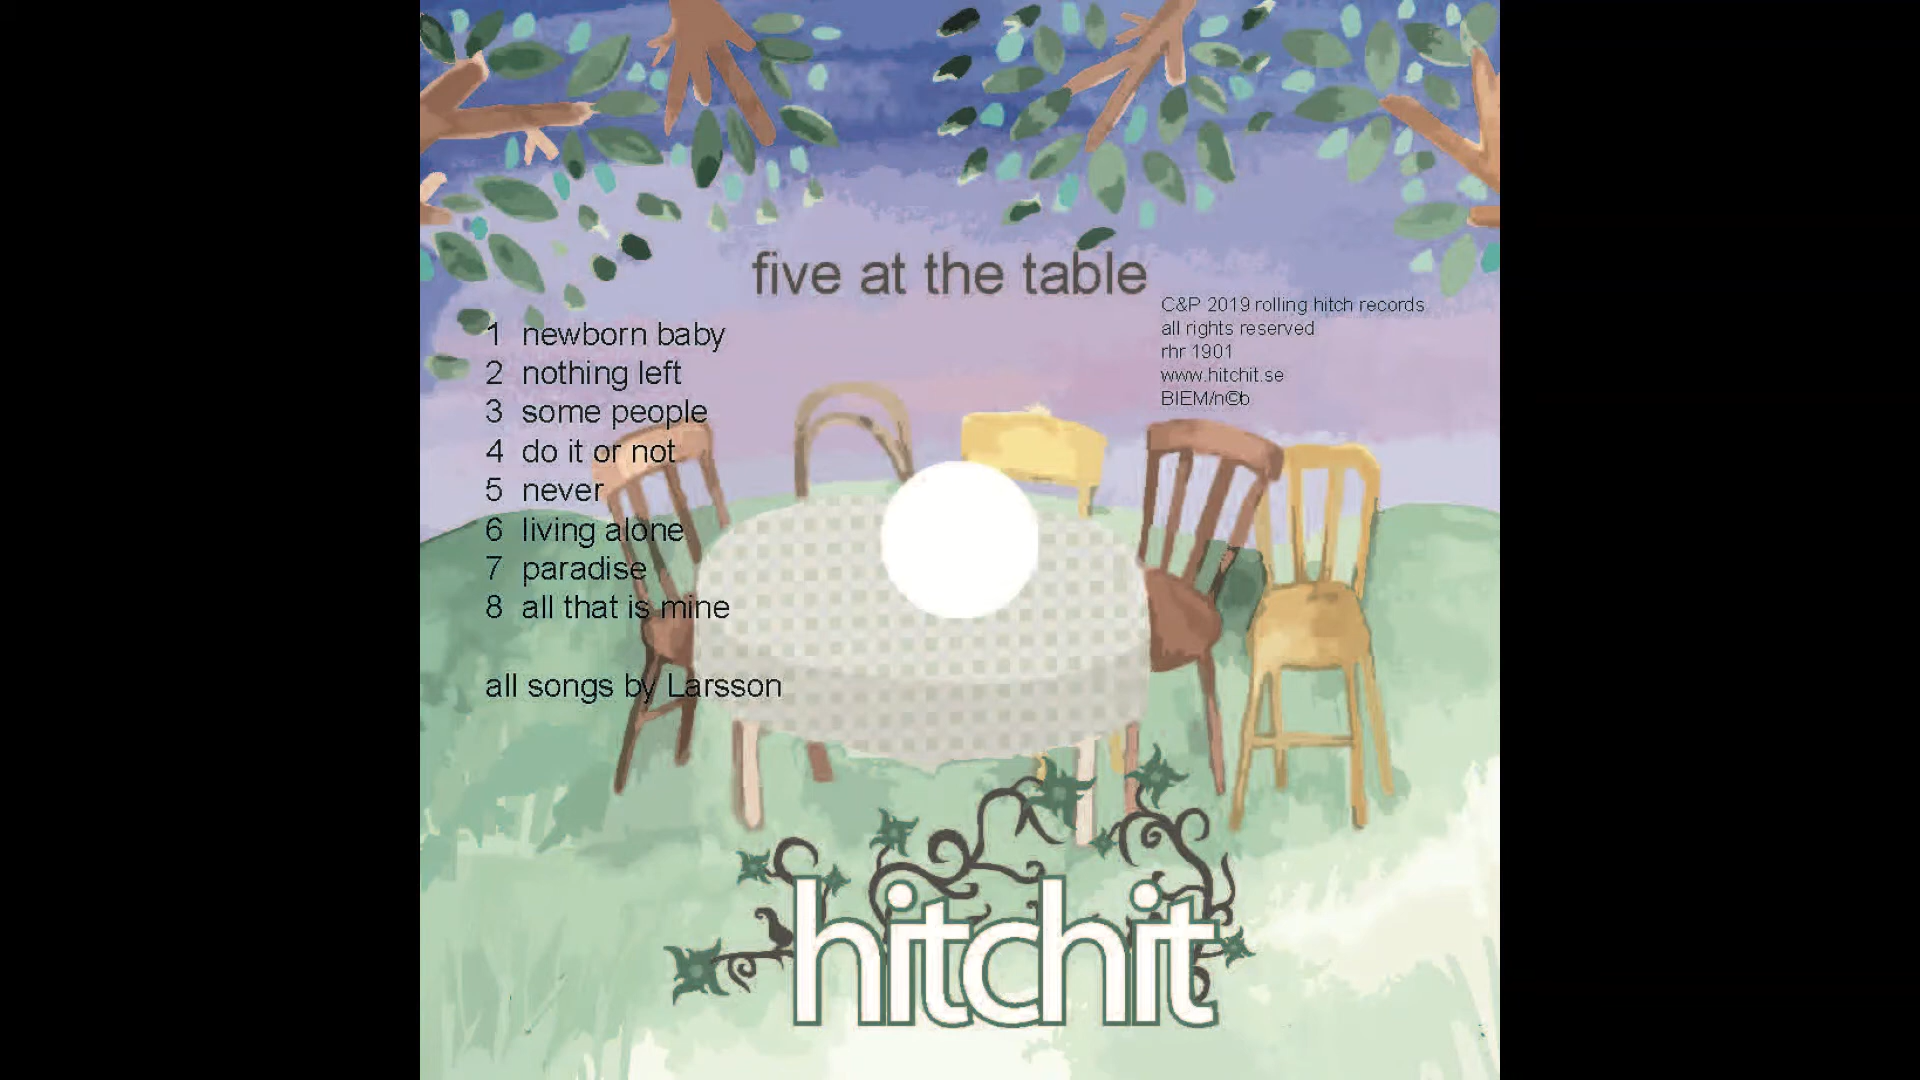 five at the table
C&P 2019 rolling hitch records
all rights reserved
rhr 1901
www.hitchit.se
BIEM/n©b
1 newborn baby
2 nothing left
3 some people
4 do it or not
5 never
6 living alone
7 paradise
8 all that is mine
all songs by Larsson
hitchit